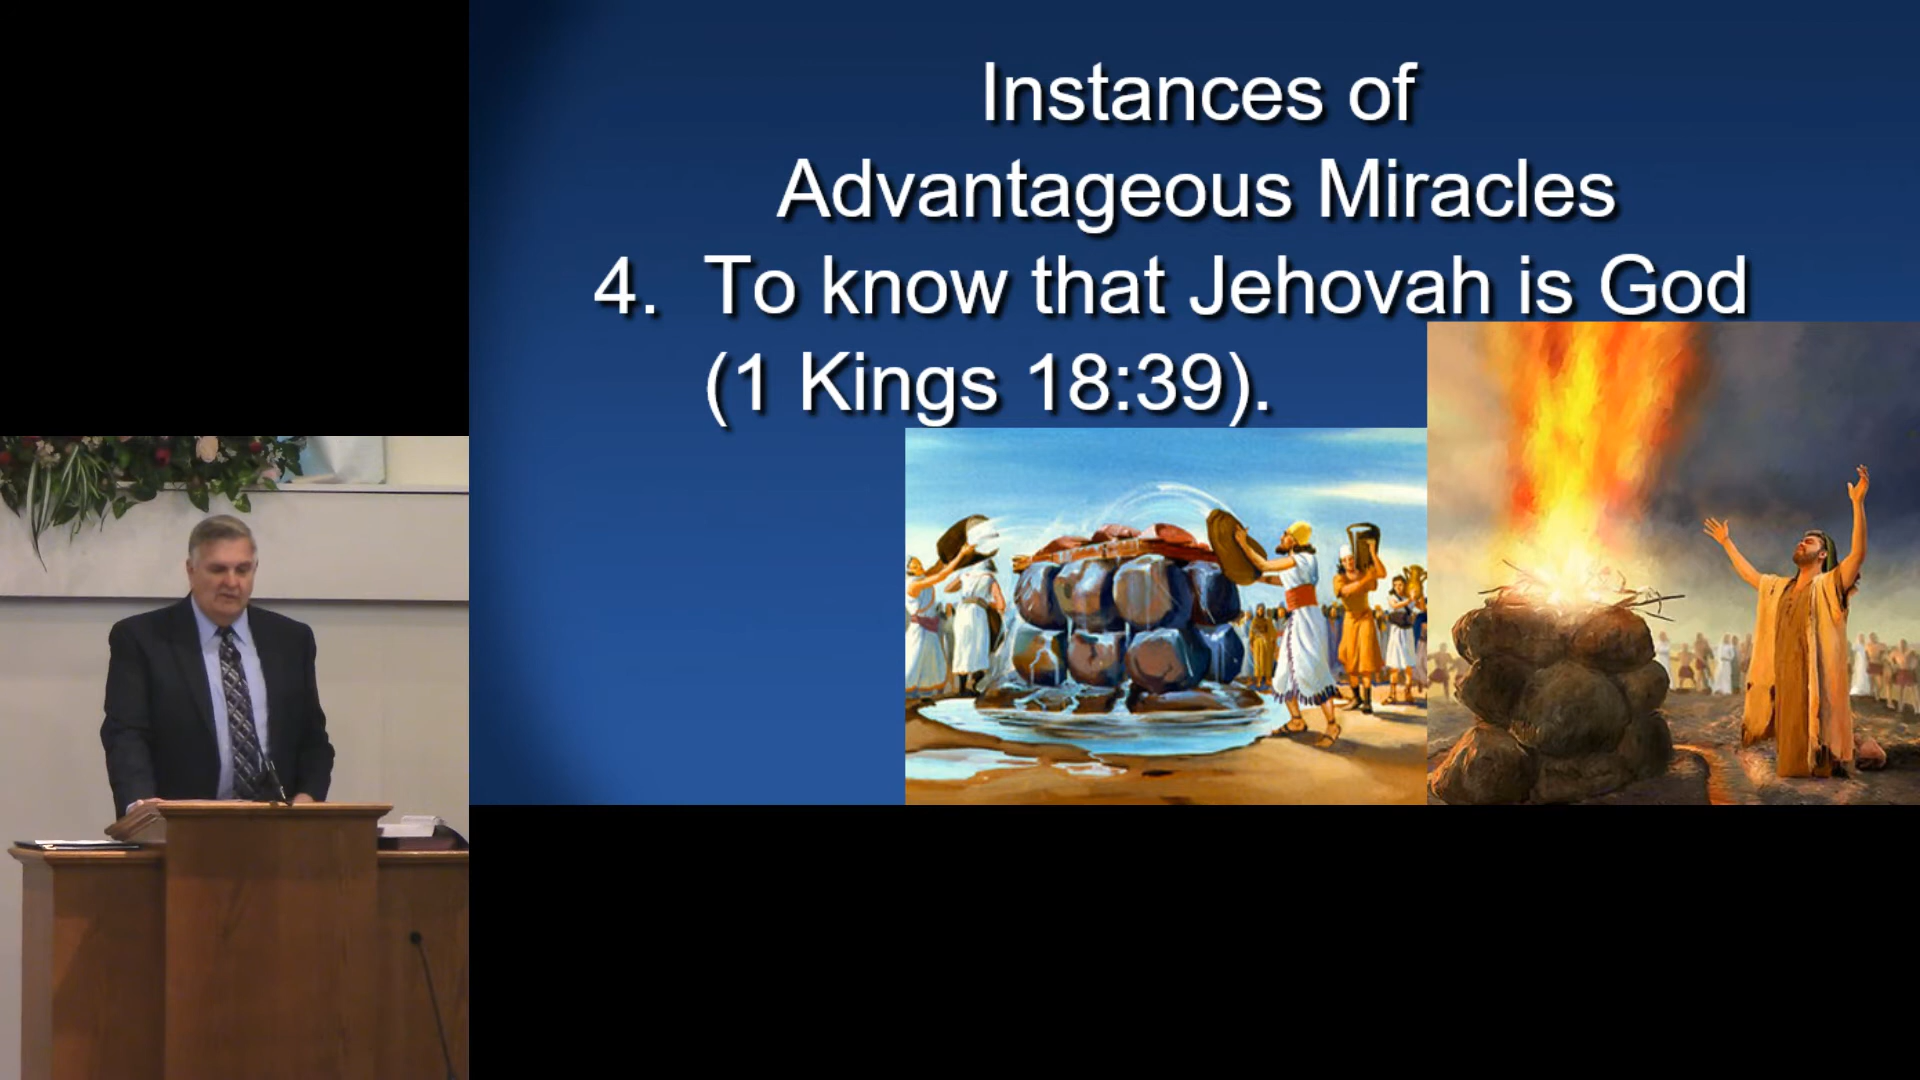 Instances of
Advantageous Miracles
4. To know that Jehovah is God
(1 Kings 18:39).